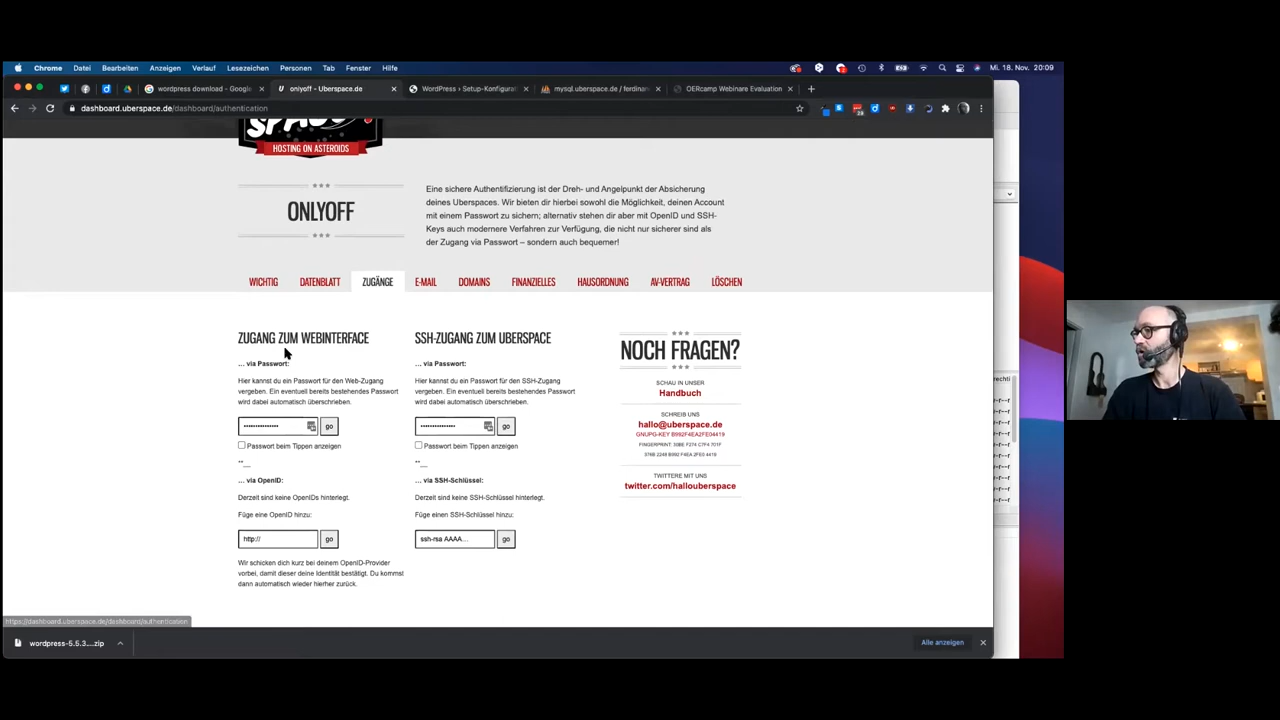 Chrome Datei Bearbeiten Anzeigen Verlauf Lesezeichen Personen Tab Fenster Hilfe Mi. 18. Nov. 20:09
wordpress download - Google onlyoff - Uberspace.de WordPress › Setup-Konfigurat mysql.uberspace.de / ferdinan OERcamp Webinare Evaluation
dashboard.uberspace.de/dashboard/authentication
HOSTING ON ASTEROIDS
ONLYOFF
Eine sichere Authentifizierung ist der Dreh- und Angelpunkt der Absicherung
deines Uberspaces. Wir bieten dir hierbei sowohl die Möglichkeit, deinen Account
mit einem Passwort zu sichern; alternativ stehen dir aber mit OpenID und SSH-
Keys auch modernere Verfahren zur Verfügung, die nicht nur sicherer sind als
der Zugang via Passwort – sondern auch bequemer!
WICHTIG DATENBLATT ZUGÄNGE E-MAIL DOMAINS FINANZIELLES HAUSORDNUNG AV-VERTRAG LÖSCHEN
ZUGANG ZUM WEBINTERFACE
... via Passwort:
Hier kannst du ein Passwort für den Web-Zugang
vergeben. Ein eventuell bereits bestehendes Passwort
wird dabei automatisch überschrieben.
go
Passwort beim Tippen anzeigen
... via OpenID:
Derzeit sind keine OpenIDs hinterlegt.
Füge eine OpenID hinzu:
http:// go
Wir schicken dich kurz bei deinem OpenID-Provider
vorbei, damit dieser deine Identität bestätigt. Du kommst
dann automatisch wieder hierher zurück.
SSH-ZUGANG ZUM UBERSPACE
... via Passwort:
Hier kannst du ein Passwort für den SSH-Zugang
vergeben. Ein eventuell bereits bestehendes Passwort
wird dabei automatisch überschrieben.
go
Passwort beim Tippen anzeigen
... via SSH-Schlüssel:
Derzeit sind keine SSH-Schlüssel hinterlegt.
Füge einen SSH-Schlüssel hinzu:
ssh-rsa AAAA... go
NOCH FRAGEN?
SCHAU IN UNSER
Handbuch
SCHREIB UNS
hallo@uberspace.de
GNUPG-KEY B992F4EA2FE04419
TWITTERE MIT UNS
twitter.com/hallouberspace
https://dashboard.uberspace.de/dashboard/authentication
wordpress-5.5.3....zip
Alle anzeigen